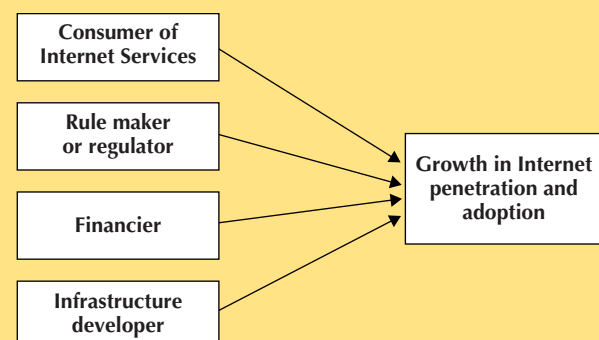 Consumer of
Internet Services
Rule maker
or regulator
Financier
Infrastructure
developer
Growth in Internet
penetration and
adoption